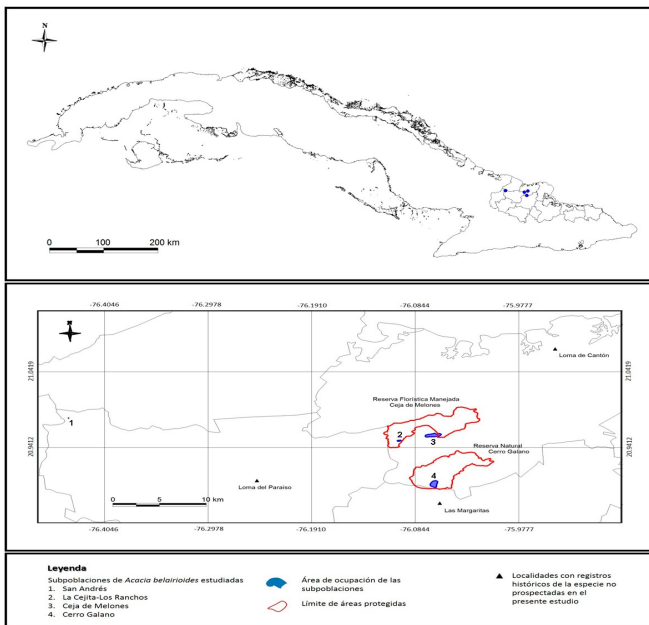 N
0 100 200 km
-76.4046 -76.2978 -76.1910 -76.0844 -75.9777
N
Loma de Cantón
21.0419 21.0419
Reserva Florística Manejada
Ceja de Melones
1
2 3
20.9412 20.9412
Reserva Natural
Cerro Galano
4
Loma del Paraíso
0 5 10 km
Las Margaritas
-76.4046 -76.2978 -76.1910 -76.0844 -75.9777
Leyenda
Subpoblaciones de Acacia belairioides estudiadas
1. San Andrés
2. La Cejita-Los Ranchos
3. Ceja de Melones
4. Cerro Galano
Área de ocupación de las
subpoblaciones
Límite de áreas protegidas
Localidades con registros
históricos de la especie no
prospectadas en el
presente estudio